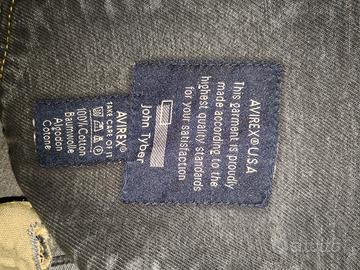 AVIREX® U.S.A
This garment is proudly
made according to the
highest quality standards
for your satisfaction
John Tyber
AVIREX®
TAKE CARE OF IT
100% Cotton
Baumwolle
Algodon
Cotone
subito